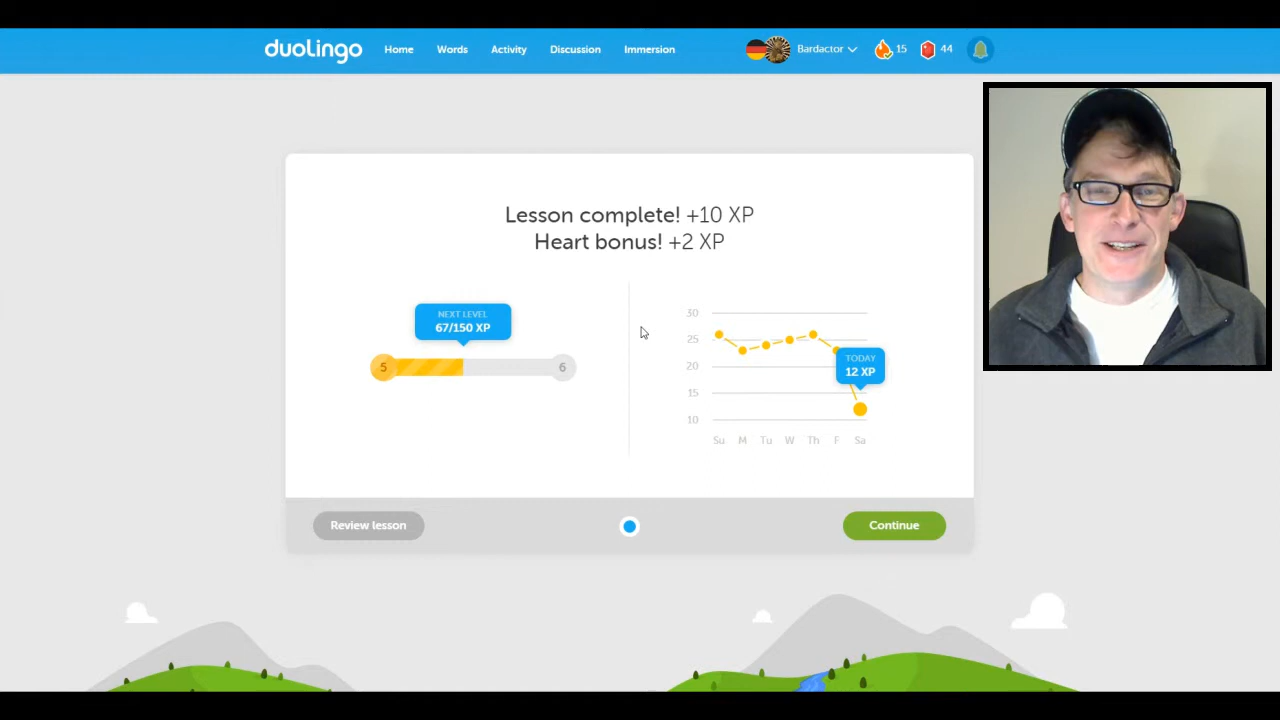 duolingo Home Words Activity Discussion Immersion Bardactor 15 44
Lesson complete! +10 XP
Heart bonus! +2 XP
NEXT LEVEL
67/150 XP
5 6
30
25
20
15
10
TODAY
12 XP
Su M Tu W Th F Sa
Review lesson Continue